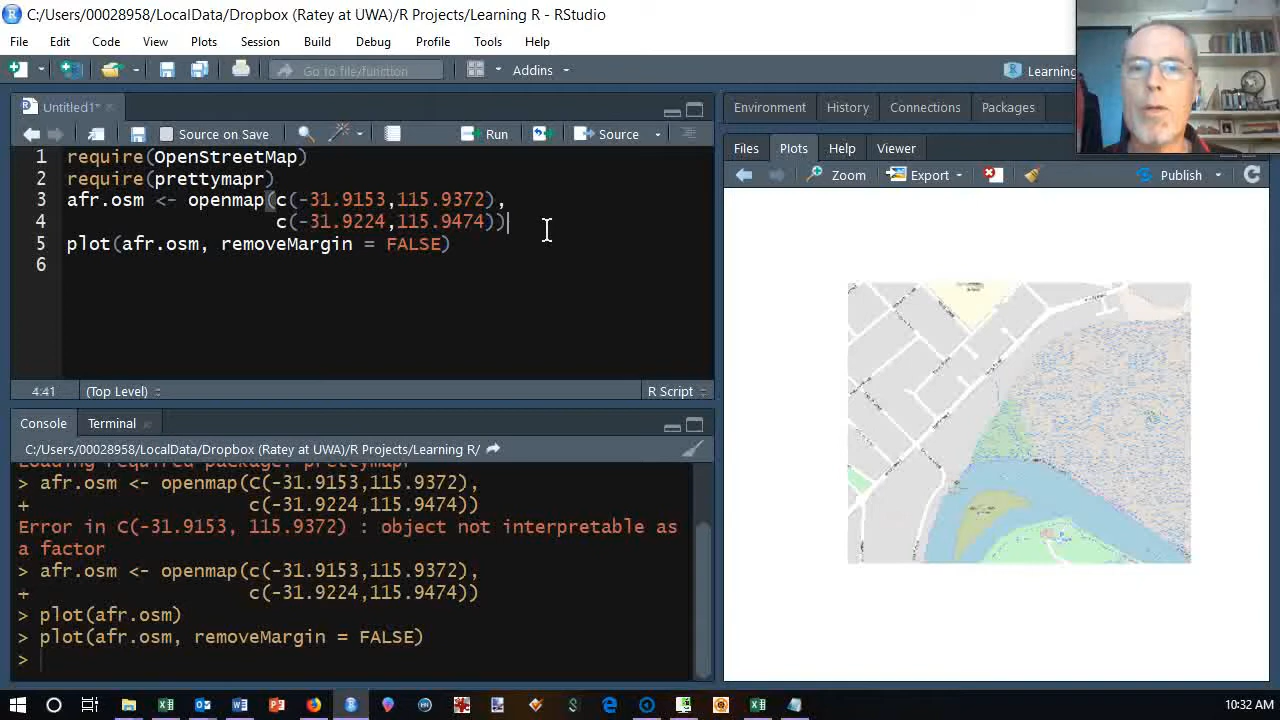 C:/Users/00028958/LocalData/Dropbox (Ratey at UWA)/R Projects/Learning R - RStudio
File Edit Code View Plots Session Build Debug Profile Tools Help
Go to file/function Addins Learning
Untitled1*
Source on Save Run Source
1 require(OpenStreetMap)
2 require(prettymapr)
3 afr.osm <- openmap(c(-31.9153,115.9372),
4 c(-31.9224,115.9474))
5 plot(afr.osm, removeMargin = FALSE)
6
4:41 (Top Level) R Script
Console Terminal
C:/Users/00028958/LocalData/Dropbox (Ratey at UWA)/R Projects/Learning R/
Loading required package: prettymapr
> afr.osm <- openmap(c(-31.9153,115.9372),
+ c(-31.9224,115.9474))
Error in C(-31.9153, 115.9372) : object not interpretable as
a factor
> afr.osm <- openmap(c(-31.9153,115.9372),
+ c(-31.9224,115.9474))
> plot(afr.osm)
> plot(afr.osm, removeMargin = FALSE)
>
Environment History Connections Packages
Files Plots Help Viewer
Zoom Export Publish
10:32 AM